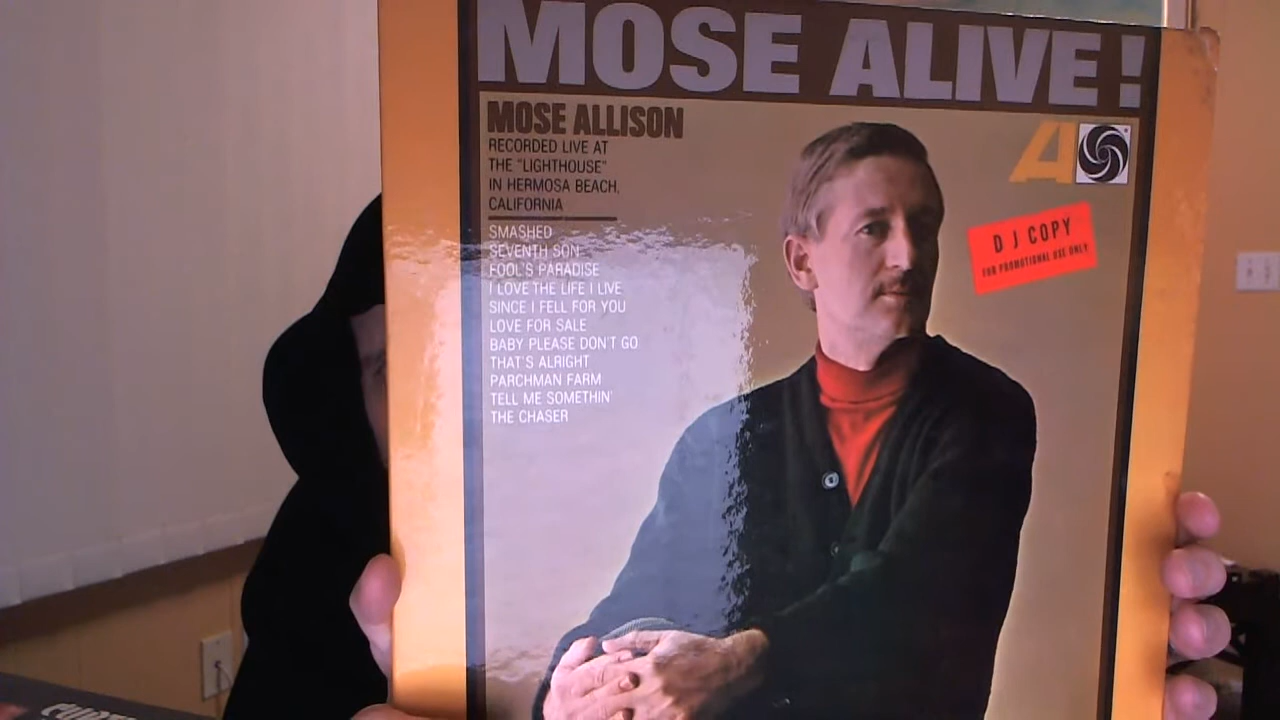 MOSE ALIVE!
MOSE ALLISON
RECORDED LIVE AT
THE "LIGHTHOUSE"
IN HERMOSA BEACH,
CALIFORNIA
SMASHED
SEVENTH SON
FOOL'S PARADISE
I LOVE THE LIFE I LIVE
SINCE I FELL FOR YOU
LOVE FOR SALE
BABY PLEASE DON'T GO
THAT'S ALRIGHT
PARCHMAN FARM
TELL ME SOMETHIN'
THE CHASER
A
D J COPY
FOR PROMOTIONAL USE ONLY